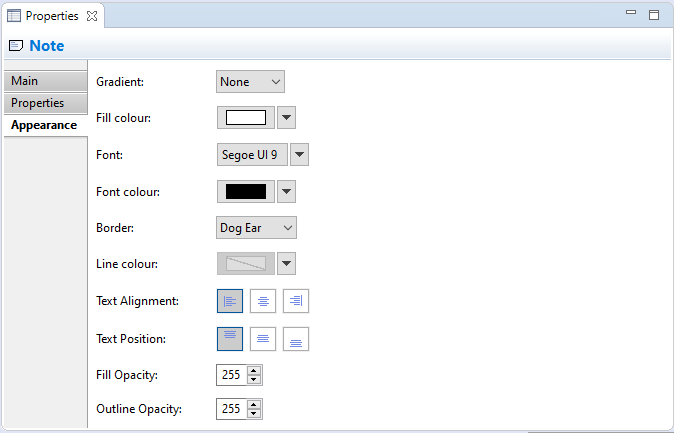 Properties
Note
Main
Properties
Appearance
Gradient: None
Fill colour:
Font: Segoe UI 9
Font colour:
Border: Dog Ear
Line colour:
Text Alignment:
Text Position:
Fill Opacity: 255
Outline Opacity: 255